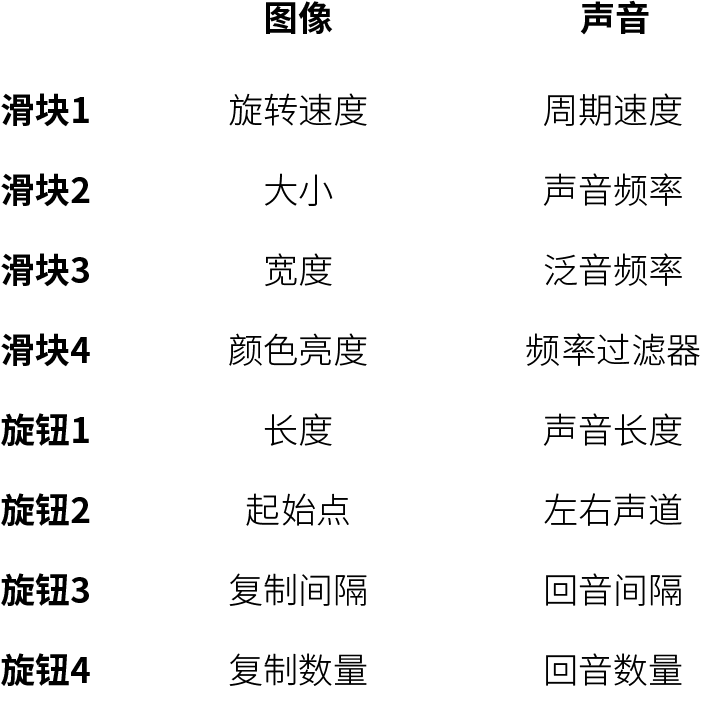 图像 声音
滑块1 旋转速度 周期速度
滑块2 大小 声音频率
滑块3 宽度 泛音频率
滑块4 颜色亮度 频率过滤器
旋钮1 长度 声音长度
旋钮2 起始点 左右声道
旋钮3 复制间隔 回音间隔
旋钮4 复制数量 回音数量